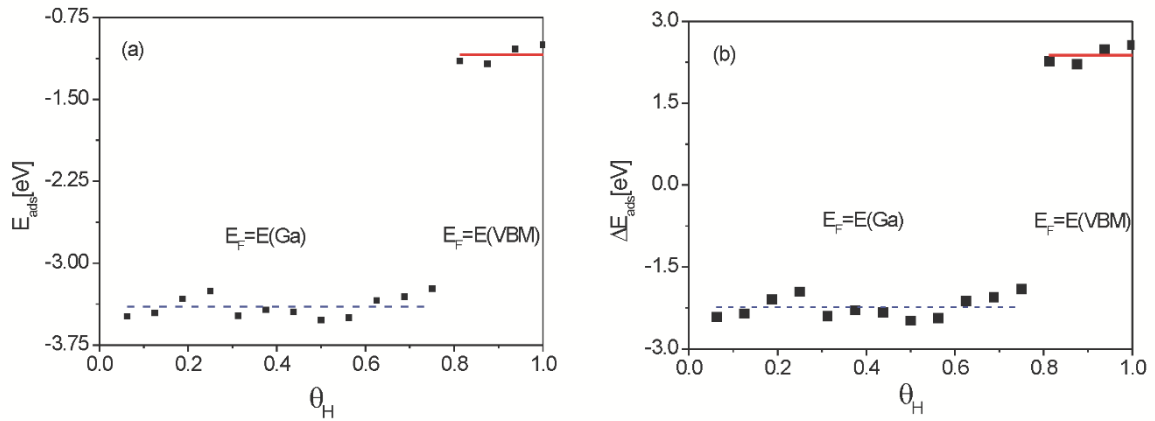 (a)
-0.75
-1.50
-2.25
-3.00
-3.75
E_ads[eV]
E_F=E(Ga)
E_F=E(VBM)
0.0 0.2 0.4 0.6 0.8 1.0
θ_H
(b)
3.0
1.5
0.0
-1.5
-3.0
ΔE_ads[eV]
E_F=E(Ga)
E_F=E(VBM)
0.0 0.2 0.4 0.6 0.8 1.0
θ_H